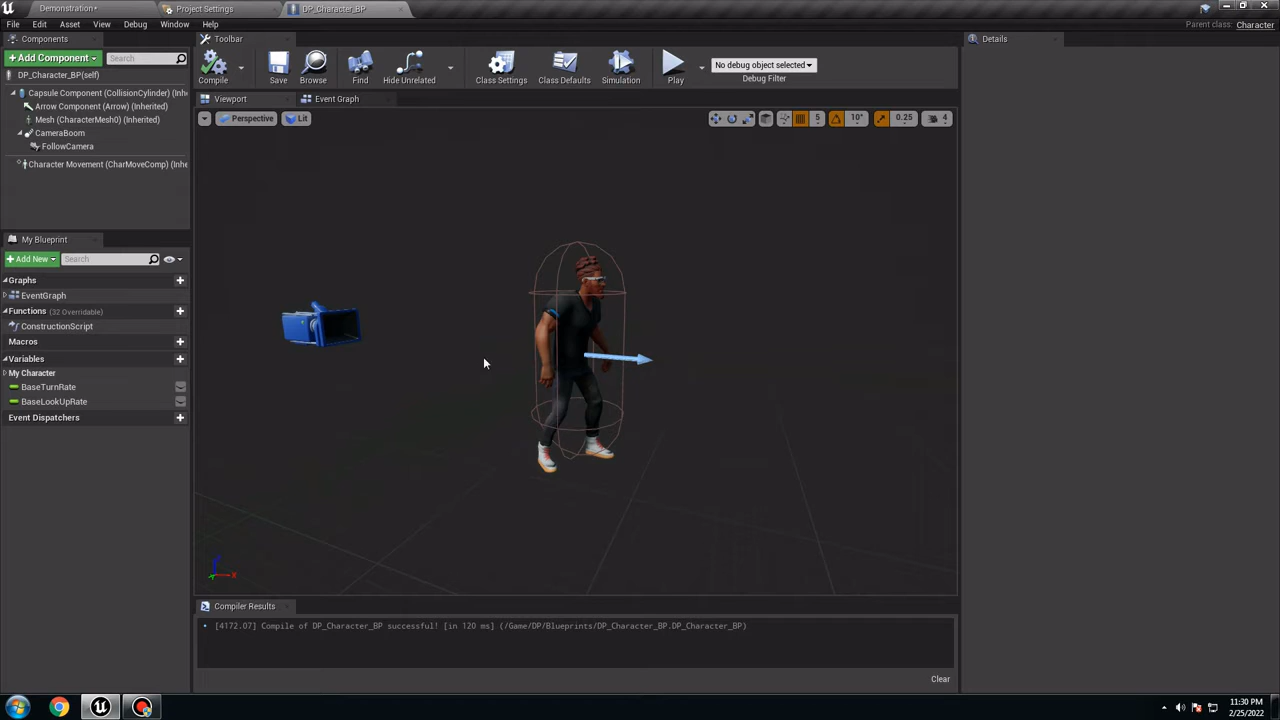 Demonstration*
Project Settings
DP_Character_BP
File Edit Asset View Debug Window Help
Parent class: Character
Components
+Add Component
Search
DP_Character_BP(self)
Capsule Component (CollisionCylinder) (Inhe
Arrow Component (Arrow) (Inherited)
Mesh (CharacterMesh0) (Inherited)
CameraBoom
FollowCamera
Character Movement (CharMoveComp) (Inhe
My Blueprint
+Add New
Search
Graphs
EventGraph
Functions (32 Overridable)
ConstructionScript
Macros
Variables
My Character
BaseTurnRate
BaseLookUpRate
Event Dispatchers
Toolbar
Compile
Save
Browse
Find
Hide Unrelated
Class Settings
Class Defaults
Simulation
Play
No debug object selected
Debug Filter
Viewport
Event Graph
Perspective
Lit
5
10°
0.25
4
Z
X
Compiler Results
[4172.07] Compile of DP_Character_BP successful! [in 120 ms] (/Game/DP/Blueprints/DP_Character_BP.DP_Character_BP)
Clear
Details
11:30 PM
2/25/2022